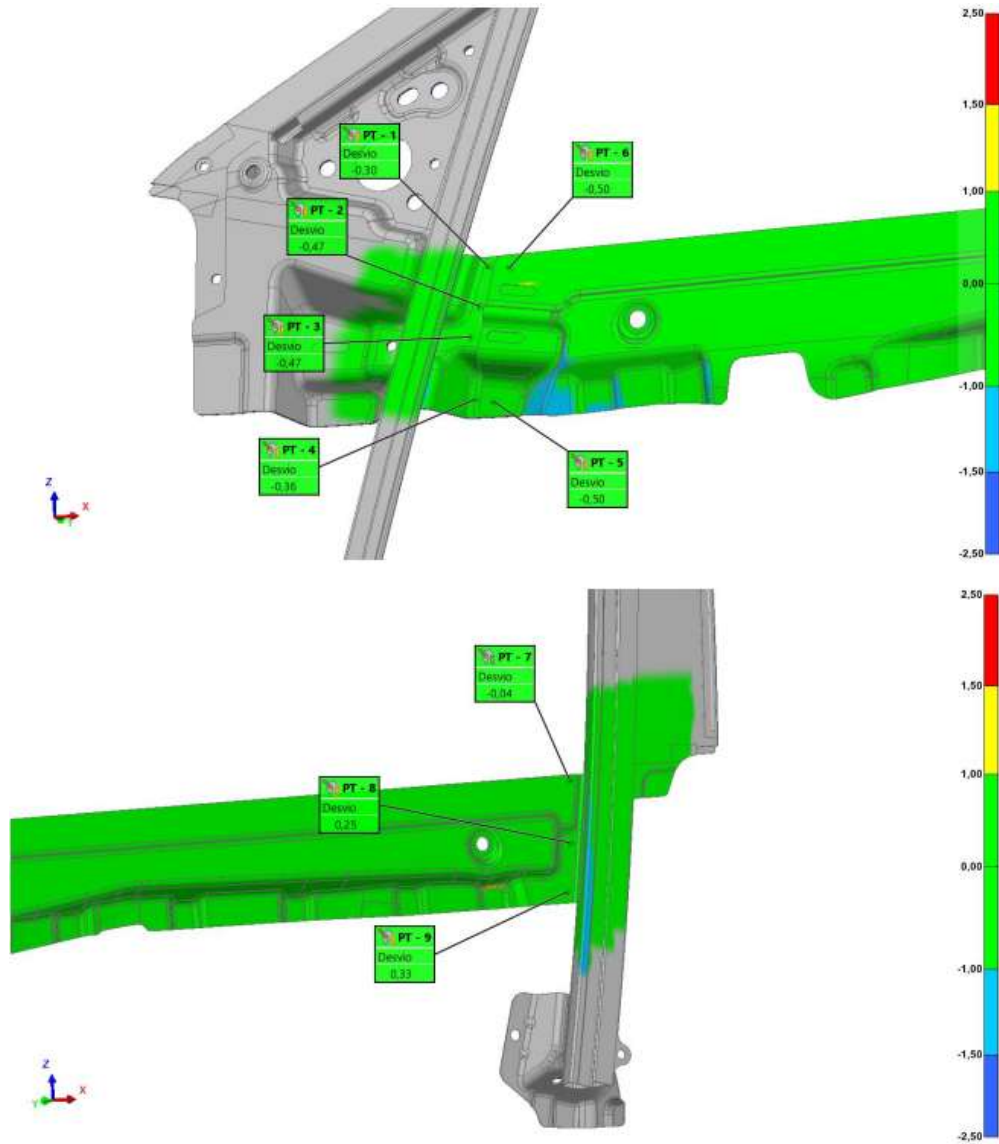 2,50
PT - 1
Desvio
-0,30
PT - 6
Desvio
-0,50
1,50
1,00
PT - 2
Desvio
-0,47
0,00
PT - 3
Desvio
-0,47
-1,00
PT - 4
Desvio
-0,36
PT - 5
Desvio
-0,50
-1,50
Z
X
Y
-2,50
2,50
PT - 7
Desvio
-0,04
1,50
1,00
PT - 8
Desvio
0,25
0,00
PT - 9
Desvio
0,33
-1,00
-1,50
Z
Y
X
-2,50